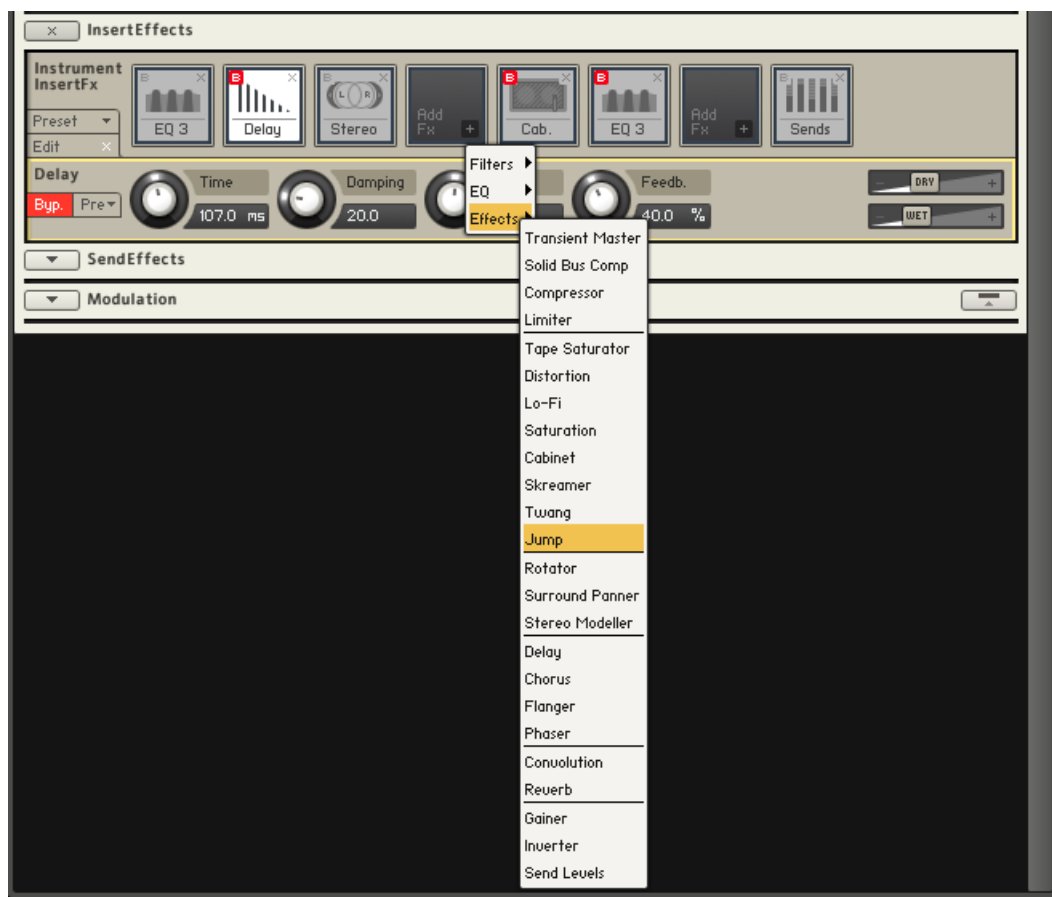 InsertEffects
Instrument
InsertFx
Preset
Edit
B EQ 3
B Delay
B L R Stereo
Add
Fx +
B Cab.
B EQ 3
Add
Fx +
B Sends
Delay
Byp. Pre
Time
107.0 ms
Damping
20.0
Feedb.
40.0 %
- DRY +
- WET +
Filters
EQ
Effects
Transient Master
Solid Bus Comp
Compressor
Limiter
Tape Saturator
Distortion
Lo-Fi
Saturation
Cabinet
Skreamer
Twang
Jump
Rotator
Surround Panner
Stereo Modeller
Delay
Chorus
Flanger
Phaser
Convolution
Reverb
Gainer
Inverter
Send Levels
SendEffects
Modulation